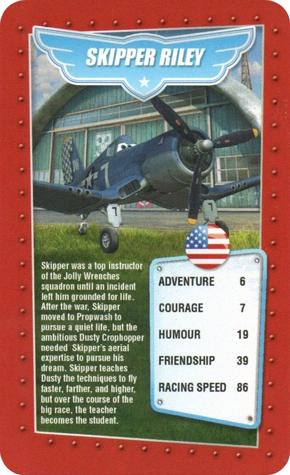 SKIPPER RILEY
7
7
7
Skipper was a top instructor
of the Jolly Wrenches
squadron until an incident
left him grounded for life.
After the war, Skipper
moved to Propwash to
pursue a quiet life, but the
ambitious Dusty Crophopper
needed Skipper's aerial
expertise to pursue his
dream. Skipper teaches
Dusty the techniques to fly
faster, farther, and higher,
but over the course of the
big race, the teacher
becomes the student.
ADVENTURE 6
COURAGE 7
HUMOUR 19
FRIENDSHIP 39
RACING SPEED 86